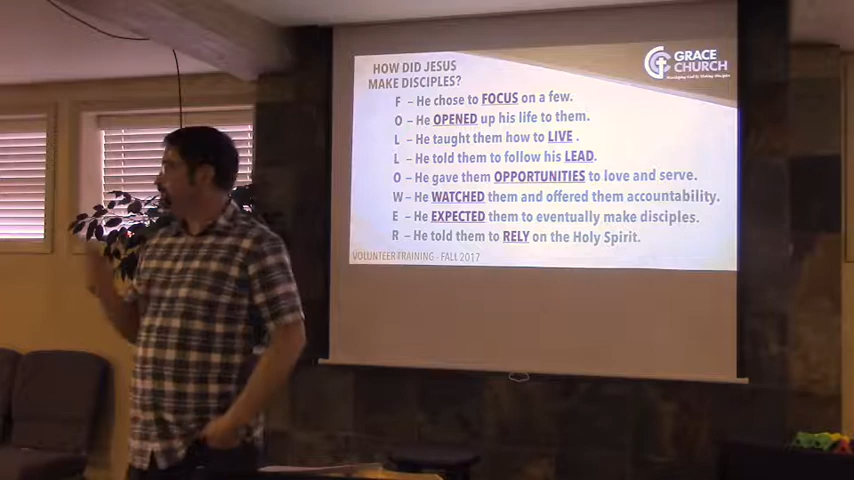 HOW DID JESUS
MAKE DISCIPLES?
GRACE
CHURCH
F – He chose to FOCUS on a few.
O – He OPENED up his life to them.
L – He taught them how to LIVE.
L – He told them to follow his LEAD.
O – He gave them OPPORTUNITIES to love and serve.
W – He WATCHED them and offered them accountability.
E – He EXPECTED them to eventually make disciples.
R – He told them to RELY on the Holy Spirit.
VOLUNTEER TRAINING - FALL 2017